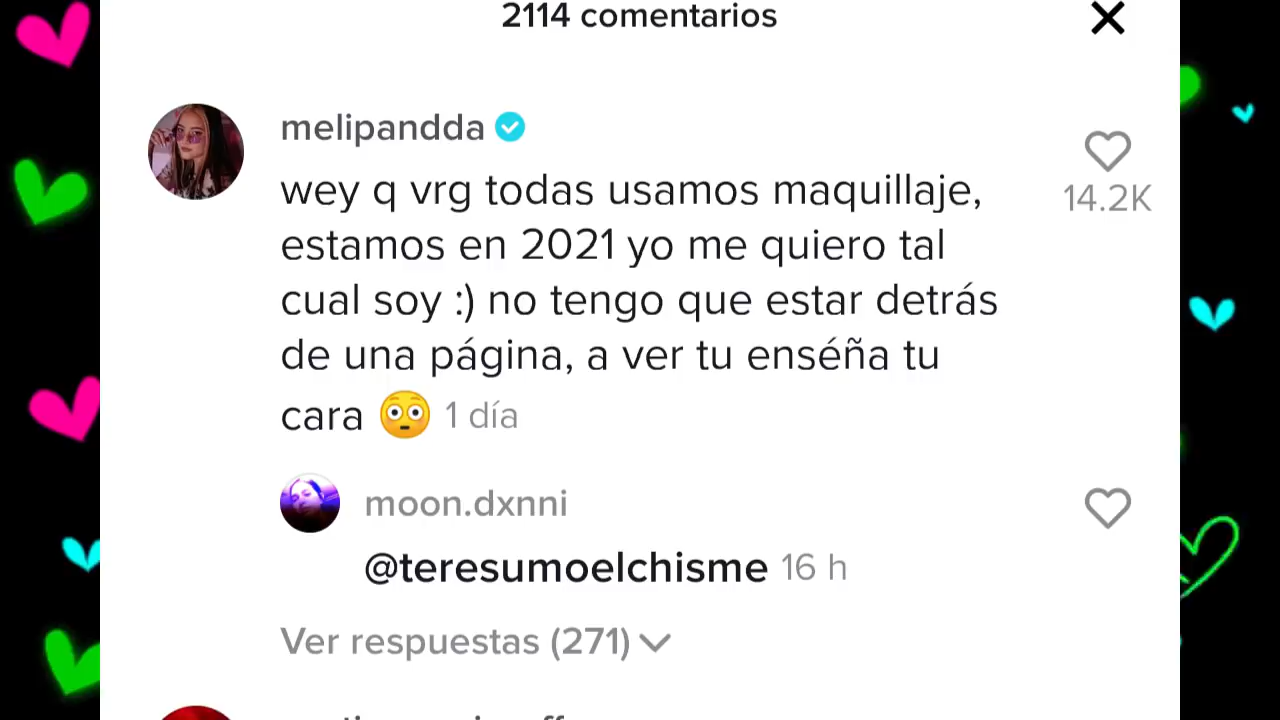 2114 comentarios
melipandda
wey q vrg todas usamos maquillaje,
14.2K
estamos en 2021 yo me quiero tal
cual soy :) no tengo que estar detrás
de una página, a ver tu enséña tu
cara 😳 1 día
moon.dxnni
@teresumoelchisme 16 h
Ver respuestas (271)